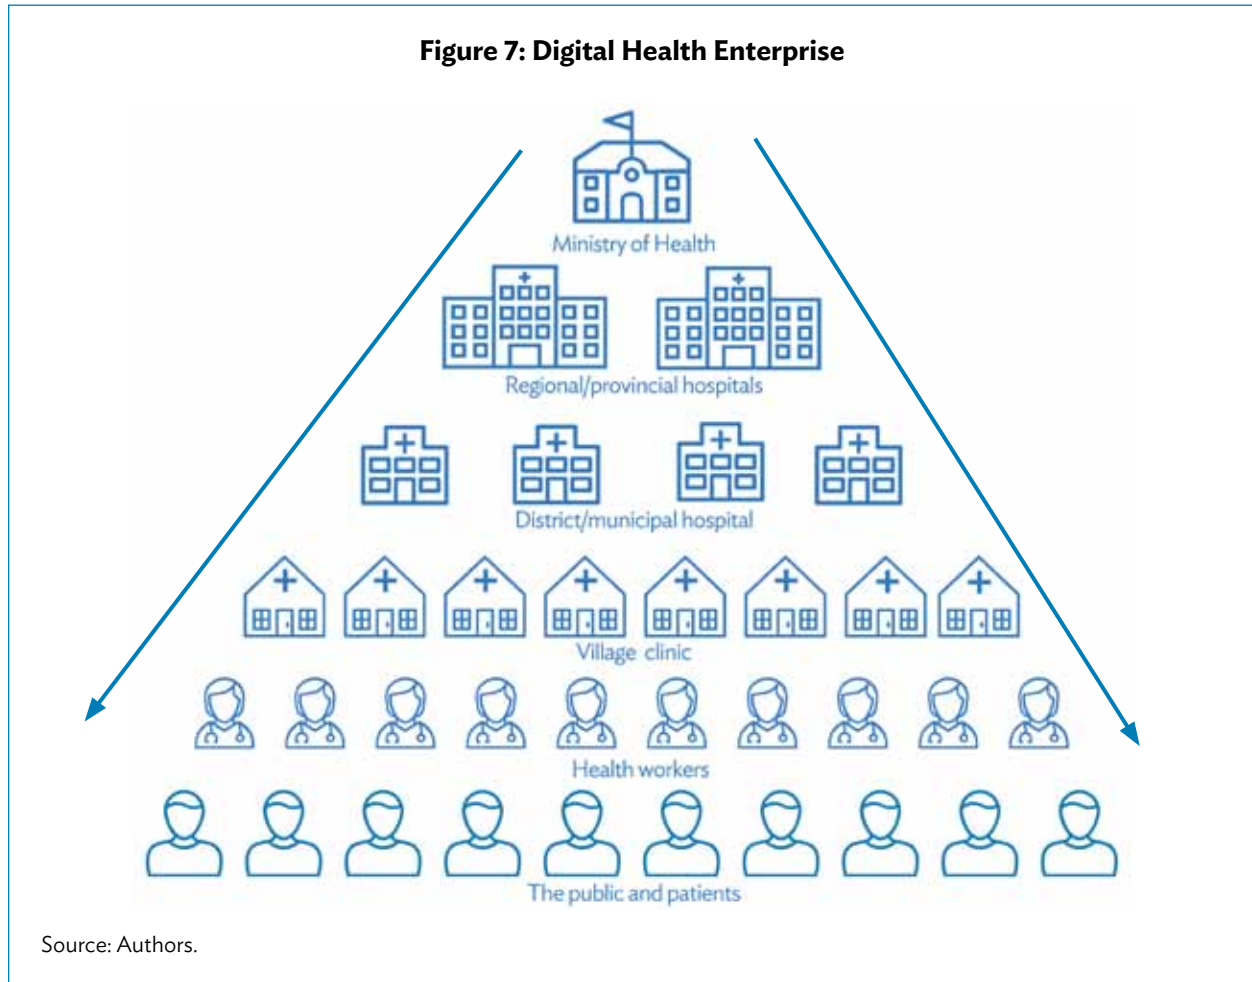 Figure 7: Digital Health Enterprise
Ministry of Health
Regional/provincial hospitals
District/municipal hospital
Village clinic
Health workers
The public and patients
Source: Authors.